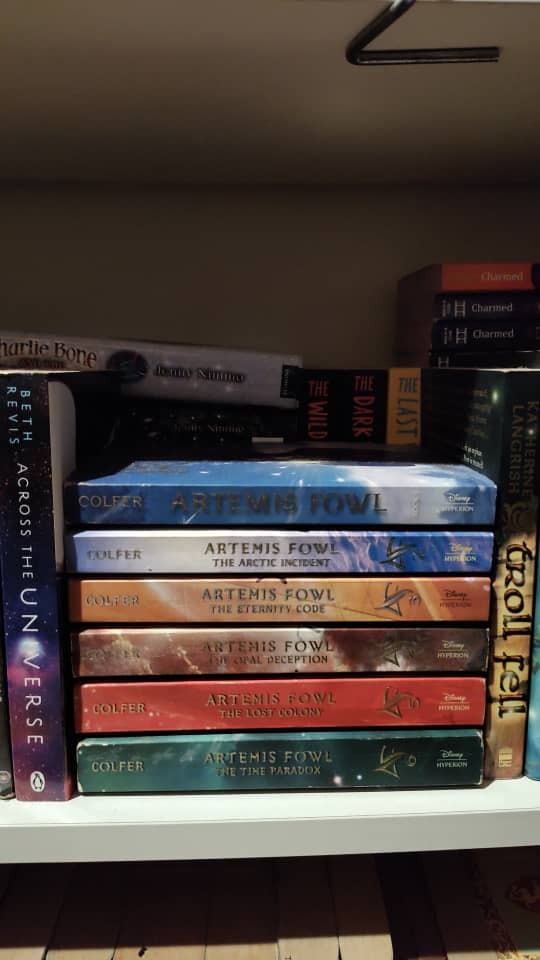 Charmed
Charmed
Charmed
Charlie Bone
Jenny Nimmo
Jenny Nimmo
THE WILD
THE DARK
THE LAST
BETH REVIS ACROSS THE UNIVERSE
COLFER ARTEMIS FOWL Disney HYPERION
COLFER ARTEMIS FOWL Disney
THE ARCTIC INCIDENT HYPERION
COLFER ARTEMIS FOWL Disney
THE ETERNITY CODE HYPERION
COLFER ARTEMIS FOWL Disney
THE OPAL DECEPTION HYPERION
COLFER ARTEMIS FOWL Disney
THE LOST COLONY HYPERION
COLFER ARTEMIS FOWL Disney
THE TIME PARADOX HYPERION
KATHERINE LANGRISH troll fell